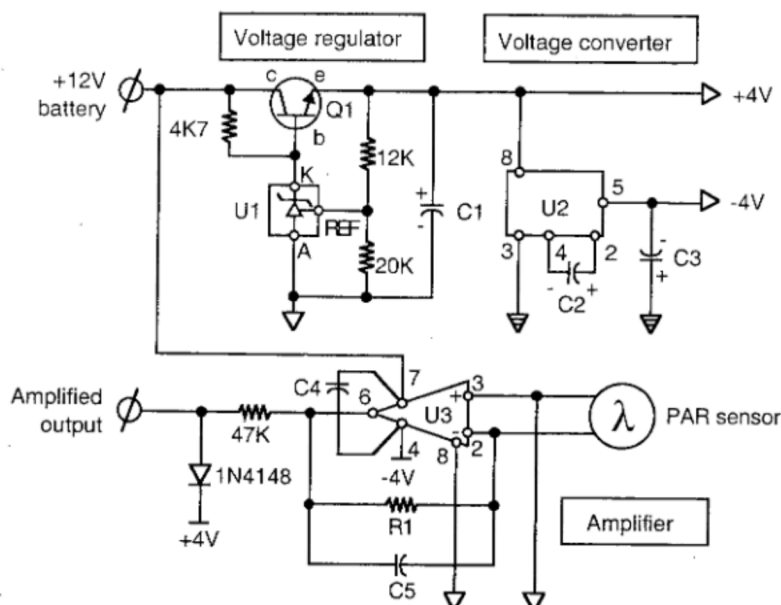 Voltage regulator
Voltage converter
+12V
battery
c
e
Q1
b
4K7
12K
+4V
K
U1
REF
A
20K
+
-
C1
8
5
U2
-4V
3
4
2
-
+
C2
-
+
C3
C4
7
3
Amplified
output
6
+
U3
-
PAR sensor
λ
47K
4
8
2
-4V
1N4148
+4V
R1
Amplifier
C5